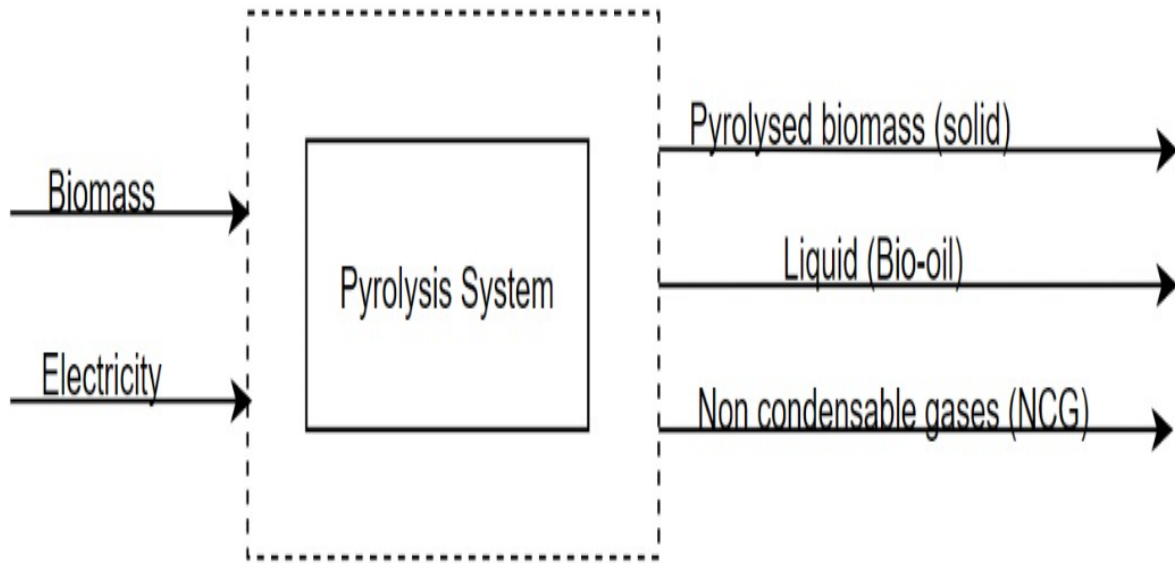 Biomass
Electricity
Pyrolysis System
Pyrolysed biomass (solid)
Liquid (Bio-oil)
Non condensable gases (NCG)